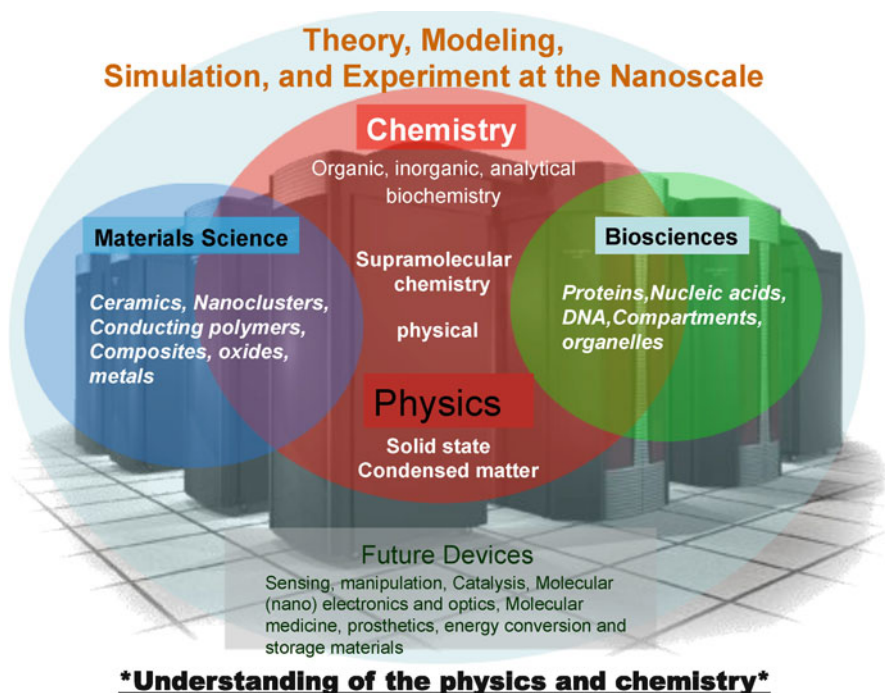 Theory, Modeling,
Simulation, and Experiment at the Nanoscale
Chemistry
Organic, inorganic, analytical
biochemistry
Materials Science
Biosciences
Supramolecular
chemistry
physical
Ceramics, Nanoclusters,
Conducting polymers,
Composites, oxides,
metals
Proteins,Nucleic acids,
DNA,Compartments,
organelles
Physics
Solid state
Condensed matter
Future Devices
Sensing, manipulation, Catalysis, Molecular
(nano) electronics and optics, Molecular
medicine, prosthetics, energy conversion and
storage materials
*Understanding of the physics and chemistry*